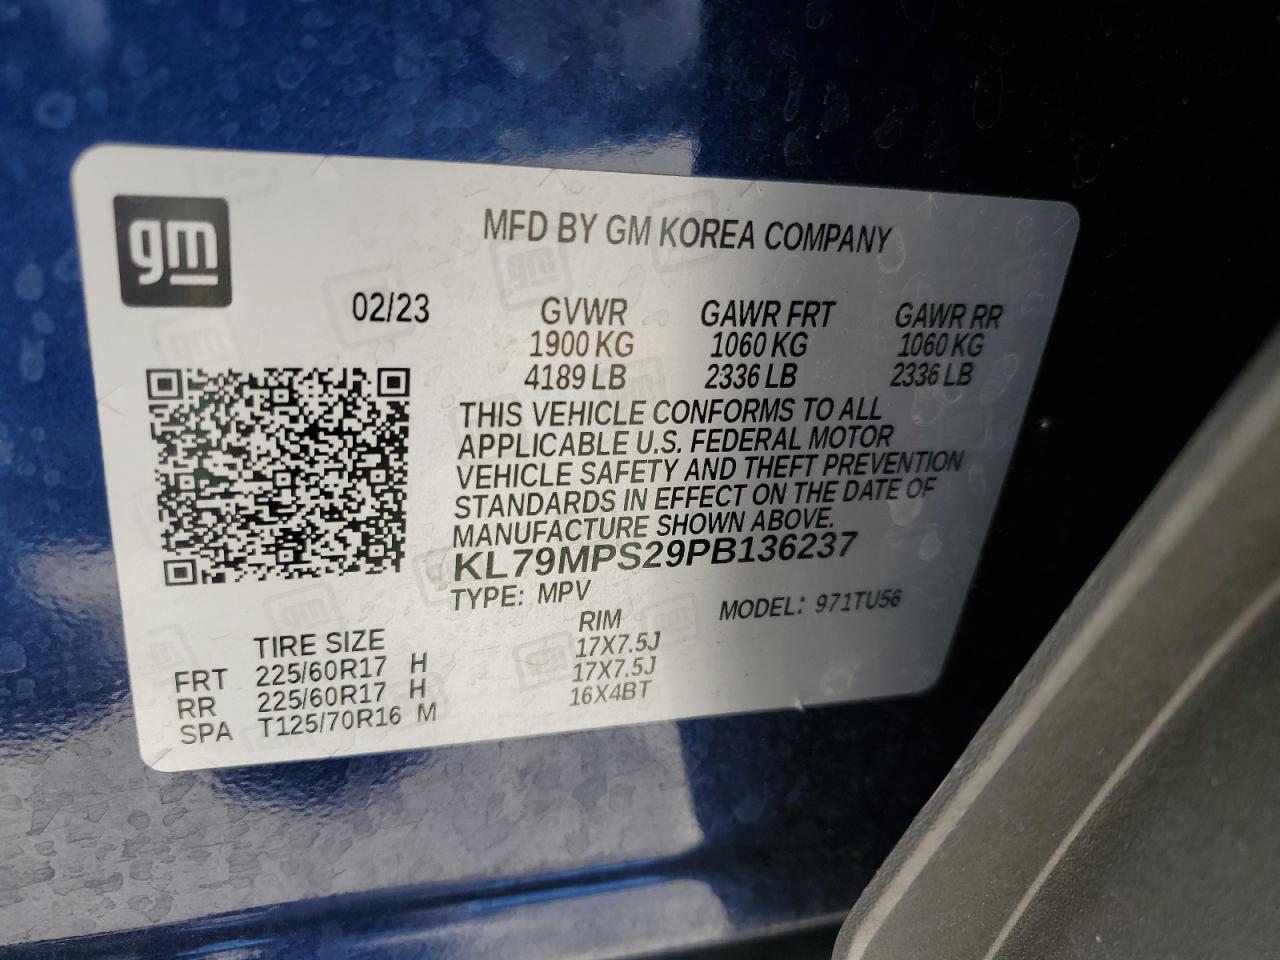 gm
MFD BY GM KOREA COMPANY
02/23
GVWR GAWR FRT GAWR RR
1900 KG 1060 KG 1060 KG
4189 LB 2336 LB 2336 LB
THIS VEHICLE CONFORMS TO ALL
APPLICABLE U.S. FEDERAL MOTOR
VEHICLE SAFETY AND THEFT PREVENTION
STANDARDS IN EFFECT ON THE DATE OF
MANUFACTURE SHOWN ABOVE.
KL79MPS29PB136237
TYPE: MPV MODEL: 971TU56
TIRE SIZE RIM
FRT 225/60R17 H 17X7.5J
RR 225/60R17 H 17X7.5J
SPA T125/70R16 M 16X4BT